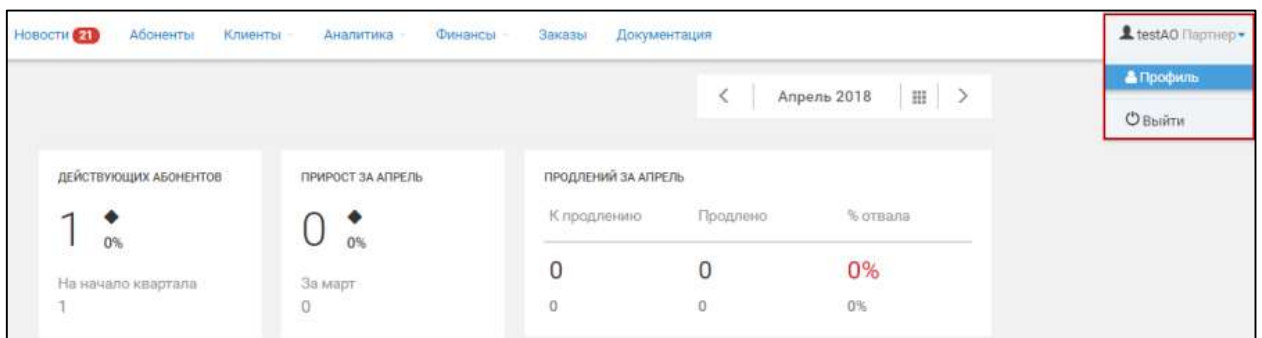 Новости 21 Абоненты Клиенты Аналитика Финансы Заказы Документация testAO Партнер
Профиль
Выйти
Апрель 2018
ДЕЙСТВУЮЩИХ АБОНЕНТОВ
1 0%
На начало квартала
1
ПРИРОСТ ЗА АПРЕЛЬ
0 0%
За март
0
ПРОДЛЕНИЙ ЗА АПРЕЛЬ
К продлению Продлено % отвала
0 0 0%
0 0 0%